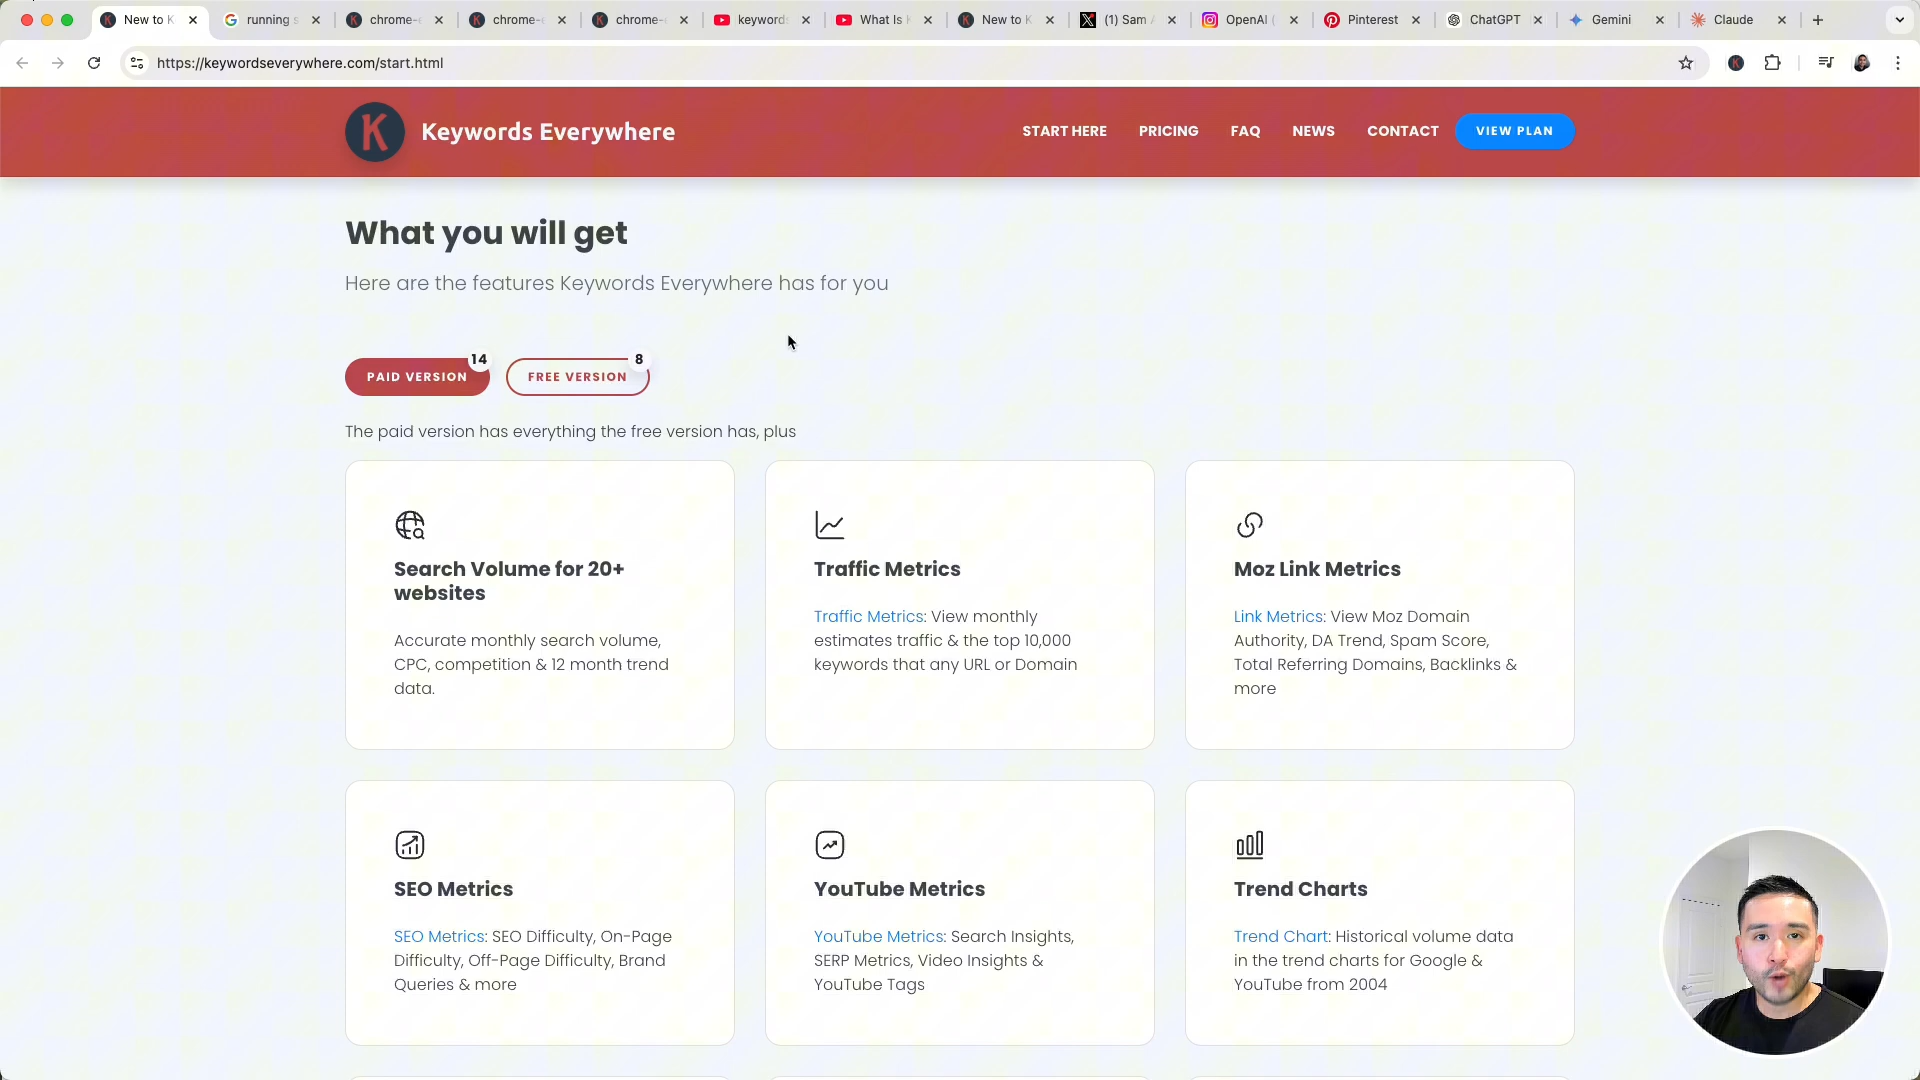 New to K
running s
chrome-e
chrome-e
chrome-e
keywords
What Is K
New to K
(1) Sam A
OpenAI (
Pinterest
ChatGPT
Gemini
Claude
https://keywordseverywhere.com/start.html
K
Keywords Everywhere
START HERE
PRICING
FAQ
NEWS
CONTACT
VIEW PLAN
What you will get
Here are the features Keywords Everywhere has for you
PAID VERSION 14
FREE VERSION 8
The paid version has everything the free version has, plus
Search Volume for 20+
websites
Accurate monthly search volume,
CPC, competition & 12 month trend
data.
Traffic Metrics
Traffic Metrics: View monthly
estimates traffic & the top 10,000
keywords that any URL or Domain
Moz Link Metrics
Link Metrics: View Moz Domain
Authority, DA Trend, Spam Score,
Total Referring Domains, Backlinks &
more
SEO Metrics
SEO Metrics: SEO Difficulty, On-Page
Difficulty, Off-Page Difficulty, Brand
Queries & more
YouTube Metrics
YouTube Metrics: Search Insights,
SERP Metrics, Video Insights &
YouTube Tags
Trend Charts
Trend Chart: Historical volume data
in the trend charts for Google &
YouTube from 2004